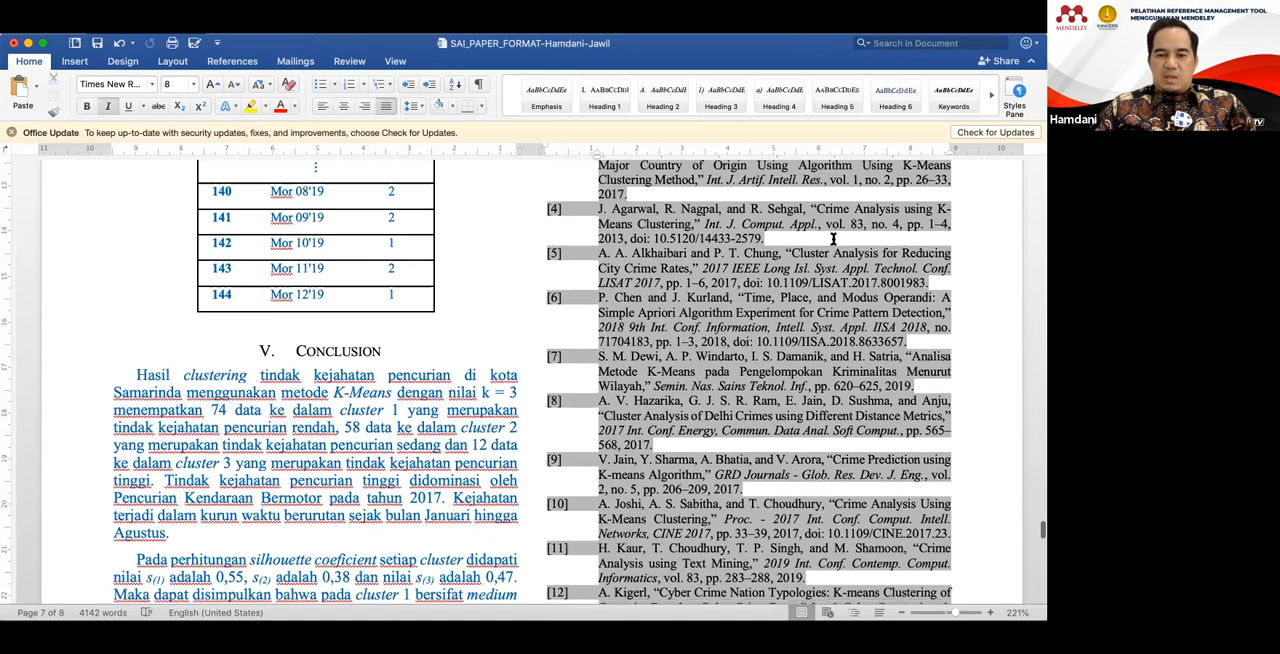 SAI_PAPER_FORMAT-Hamdani-Jawil
Search in Document
Home
Insert
Design
Layout
References
Mailings
Review
View
Share
Paste
Times New R...
8
B I U abc X₂ X²
AaBbCcDdEe
Emphasis
I. AABBCCDDI
Heading 1
A. AaBbCcDdEe
Heading 2
1) AaBbCcDdEe
Heading 3
a) AaBbCcDdEe
Heading 4
AABBCCDDEE
Heading 5
AaBbCcDdEe
Heading 6
AaBbCcDdEe
Keywords
Styles
Pane
Office Update
To keep up-to-date with security updates, fixes, and improvements, choose Check for Updates.
Check for Updates
140 Mor 08'19 2
141 Mor 09'19 2
142 Mor 10'19 1
143 Mor 11'19 2
144 Mor 12'19 1
V. CONCLUSION
Hasil clustering tindak kejahatan pencurian di kota
Samarinda menggunakan metode K-Means dengan nilai k = 3
menempatkan 74 data ke dalam cluster 1 yang merupakan
tindak kejahatan pencurian rendah, 58 data ke dalam cluster 2
yang merupakan tindak kejahatan pencurian sedang dan 12 data
ke dalam cluster 3 yang merupakan tindak kejahatan pencurian
tinggi. Tindak kejahatan pencurian tinggi didominasi oleh
Pencurian Kendaraan Bermotor pada tahun 2017. Kejahatan
terjadi dalam kurun waktu berurutan sejak bulan Januari hingga
Agustus.
Pada perhitungan silhouette coefficient setiap cluster didapati
nilai s(1) adalah 0,55, s(2) adalah 0,38 dan nilai s(3) adalah 0,47.
Maka dapat disimpulkan bahwa pada cluster 1 bersifat medium
Major Country of Origin Using Algorithm Using K-Means
Clustering Method,” Int. J. Artif. Intell. Res., vol. 1, no. 2, pp. 26–33,
2017.
[4] J. Agarwal, R. Nagpal, and R. Sehgal, “Crime Analysis using K-
Means Clustering,” Int. J. Comput. Appl., vol. 83, no. 4, pp. 1–4,
2013, doi: 10.5120/14433-2579.
[5] A. A. Alkhaibari and P. T. Chung, “Cluster Analysis for Reducing
City Crime Rates,” 2017 IEEE Long Isl. Syst. Appl. Technol. Conf.
LISAT 2017, pp. 1–6, 2017, doi: 10.1109/LISAT.2017.8001983.
[6] P. Chen and J. Kurland, “Time, Place, and Modus Operandi: A
Simple Apriori Algorithm Experiment for Crime Pattern Detection,”
2018 9th Int. Conf. Information, Intell. Syst. Appl. IISA 2018, no.
71704183, pp. 1–3, 2018, doi: 10.1109/IISA.2018.8633657.
[7] S. M. Dewi, A. P. Windarto, I. S. Damanik, and H. Satria, “Analisa
Metode K-Means pada Pengelompokan Kriminalitas Menurut
Wilayah,” Semin. Nas. Sains Teknol. Inf., pp. 620–625, 2019.
[8] A. V. Hazarika, G. J. S. R. Ram, E. Jain, D. Sushma, and Anju,
“Cluster Analysis of Delhi Crimes using Different Distance Metrics,”
2017 Int. Conf. Energy, Commun. Data Anal. Soft Comput., pp. 565–
568, 2017.
[9] V. Jain, Y. Sharma, A. Bhatia, and V. Arora, “Crime Prediction using
K-means Algorithm,” GRD Journals - Glob. Res. Dev. J. Eng., vol.
2, no. 5, pp. 206–209, 2017.
[10] A. Joshi, A. S. Sabitha, and T. Choudhury, “Crime Analysis Using
K-Means Clustering,” Proc. - 2017 Int. Conf. Comput. Intell.
Networks, CINE 2017, pp. 33–39, 2017, doi: 10.1109/CINE.2017.23.
[11] H. Kaur, T. Choudhury, T. P. Singh, and M. Shamoon, “Crime
Analysis using Text Mining,” 2019 Int. Conf. Contemp. Comput.
Informatics, vol. 83, pp. 283–288, 2019.
[12] A. Kigerl, “Cyber Crime Nation Typologies: K-means Clustering of
Page 7 of 8
4142 words
English (United States)
221%
MENDELEY
PELATIHAN REFERENCE MANAGEMENT TOOL
MENGGUNAKAN MENDELEY
Hamdani
TV